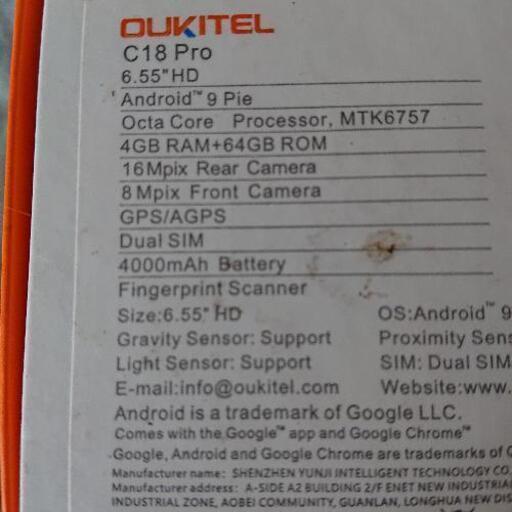 OUKITEL
C18 Pro
6.55"HD
Android™ 9 Pie
Octa Core Processor, MTK6757
4GB RAM+64GB ROM
16Mpix Rear Camera
8Mpix Front Camera
GPS/AGPS
Dual SIM
4000mAh Battery
Fingerprint Scanner
Size:6.55" HD OS:Android™ 9
Gravity Sensor: Support Proximity Sens
Light Sensor: Support SIM: Dual SIM
E-mail:info@oukitel.com Website:www.
Android is a trademark of Google LLC.
Comes with the Google™ app and Google Chrome™
Google, Android and Google Chrome are trademarks of G
Manufacturer name: SHENZHEN YUNJI INTELLIGENT TECHNOLOGY CO.
Manufacturer address: A-SIDE A2 BUILDING 2/F ENET NEW INDUSTRIAL
INDUSTRIAL ZONE, AOBEI COMMUNITY, GUANLAN, LONGHUA NEW DIS